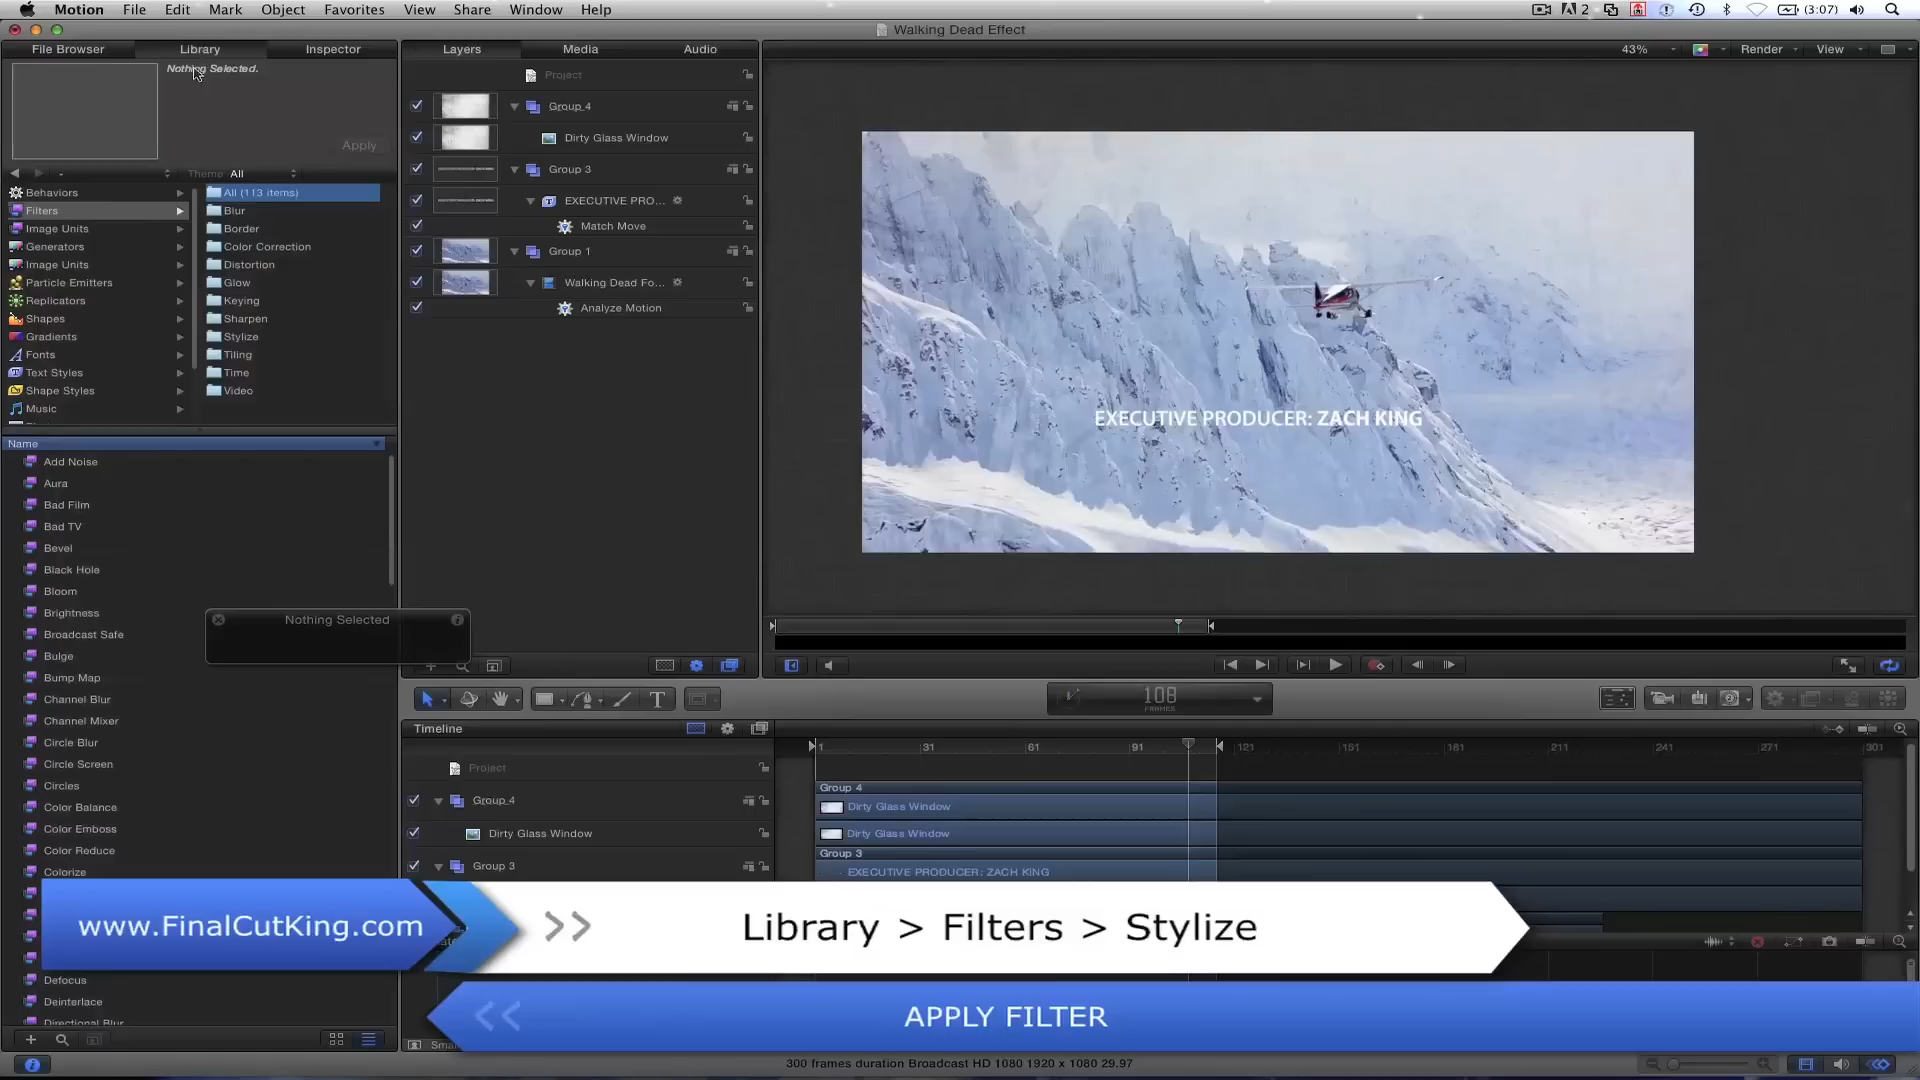 Motion File Edit Mark Object Favorites View Share Window Help
2
(3:07)
Walking Dead Effect
File Browser
Library
Inspector
Nothing Selected.
Apply
Theme All
Behaviors
Filters
Image Units
Generators
Image Units
Particle Emitters
Replicators
Shapes
Gradients
Fonts
Text Styles
Shape Styles
Music
All (113 items)
Blur
Border
Color Correction
Distortion
Glow
Keying
Sharpen
Stylize
Tiling
Time
Video
Name
Add Noise
Aura
Bad Film
Bad TV
Bevel
Black Hole
Bloom
Brightness
Broadcast Safe
Bulge
Bump Map
Channel Blur
Channel Mixer
Circle Blur
Circle Screen
Circles
Color Balance
Color Emboss
Color Reduce
Colorize
Defocus
Deinterlace
Directional Blur
Nothing Selected
Layers
Media
Audio
Project
Group 4
Dirty Glass Window
Group 3
EXECUTIVE PRO...
Match Move
Group 1
Walking Dead Fo...
Analyze Motion
43%
Render
View
EXECUTIVE PRODUCER: ZACH KING
108
FRAMES
Timeline
1 31 61 91 121 151 181 211 241 271 301
Project
Group 4
Dirty Glass Window
Group 3
Group 4
Dirty Glass Window
Dirty Glass Window
Group 3
EXECUTIVE PRODUCER: ZACH KING
www.FinalCutKing.com
>> Library > Filters > Stylize
<< APPLY FILTER
300 frames duration Broadcast HD 1080 1920 x 1080 29.97